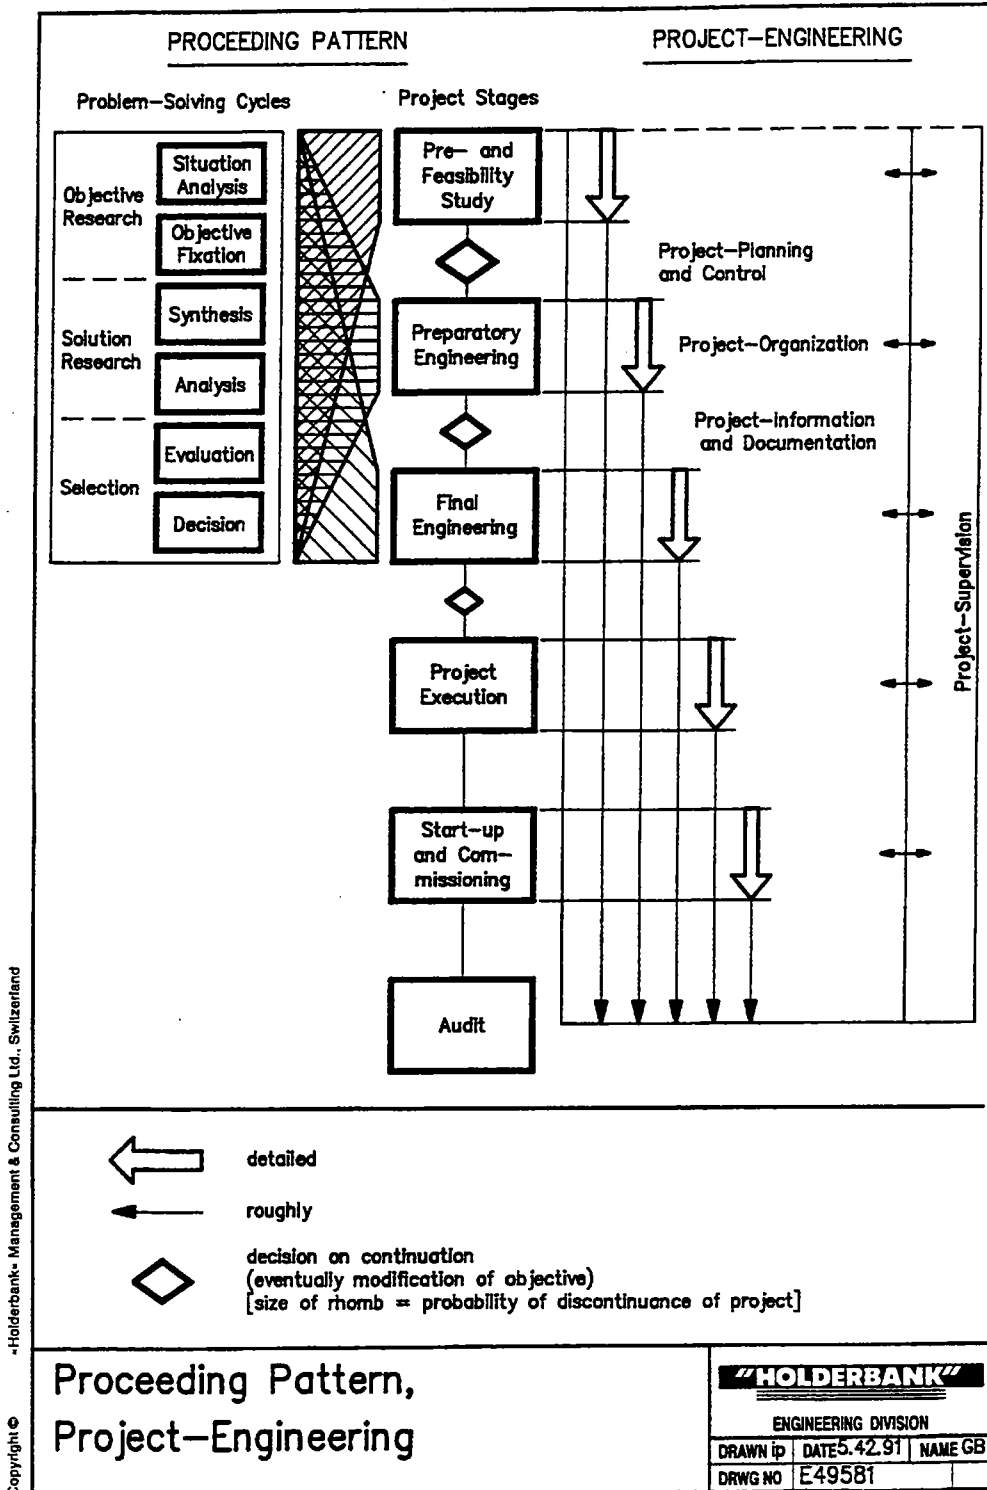 PROCEEDING PATTERN
PROJECT-ENGINEERING
Problem-Solving Cycles
Project Stages
Objective
Research
Situation
Analysis
Objective
Fixation
Solution
Research
Synthesis
Analysis
Selection
Evaluation
Decision
Pre- and
Feasibility
Study
Preparatory
Engineering
Final
Engineering
Project
Execution
Start-up
and Com-
missioning
Audit
Project-Planning
and Control
Project-Organization
Project-Information
and Documentation
Project-Supervision
detailed
roughly
decision on continuation
(eventually modification of objective)
[size of rhomb = probability of discontinuance of project]
Copyright © "Holderbank" Management & Consulting Ltd., Switzerland
Proceeding Pattern,
Project-Engineering
"HOLDERBANK"
ENGINEERING DIVISION
DRAWN ip DATE 5.42.91 NAME GB
DRWG NO E49581